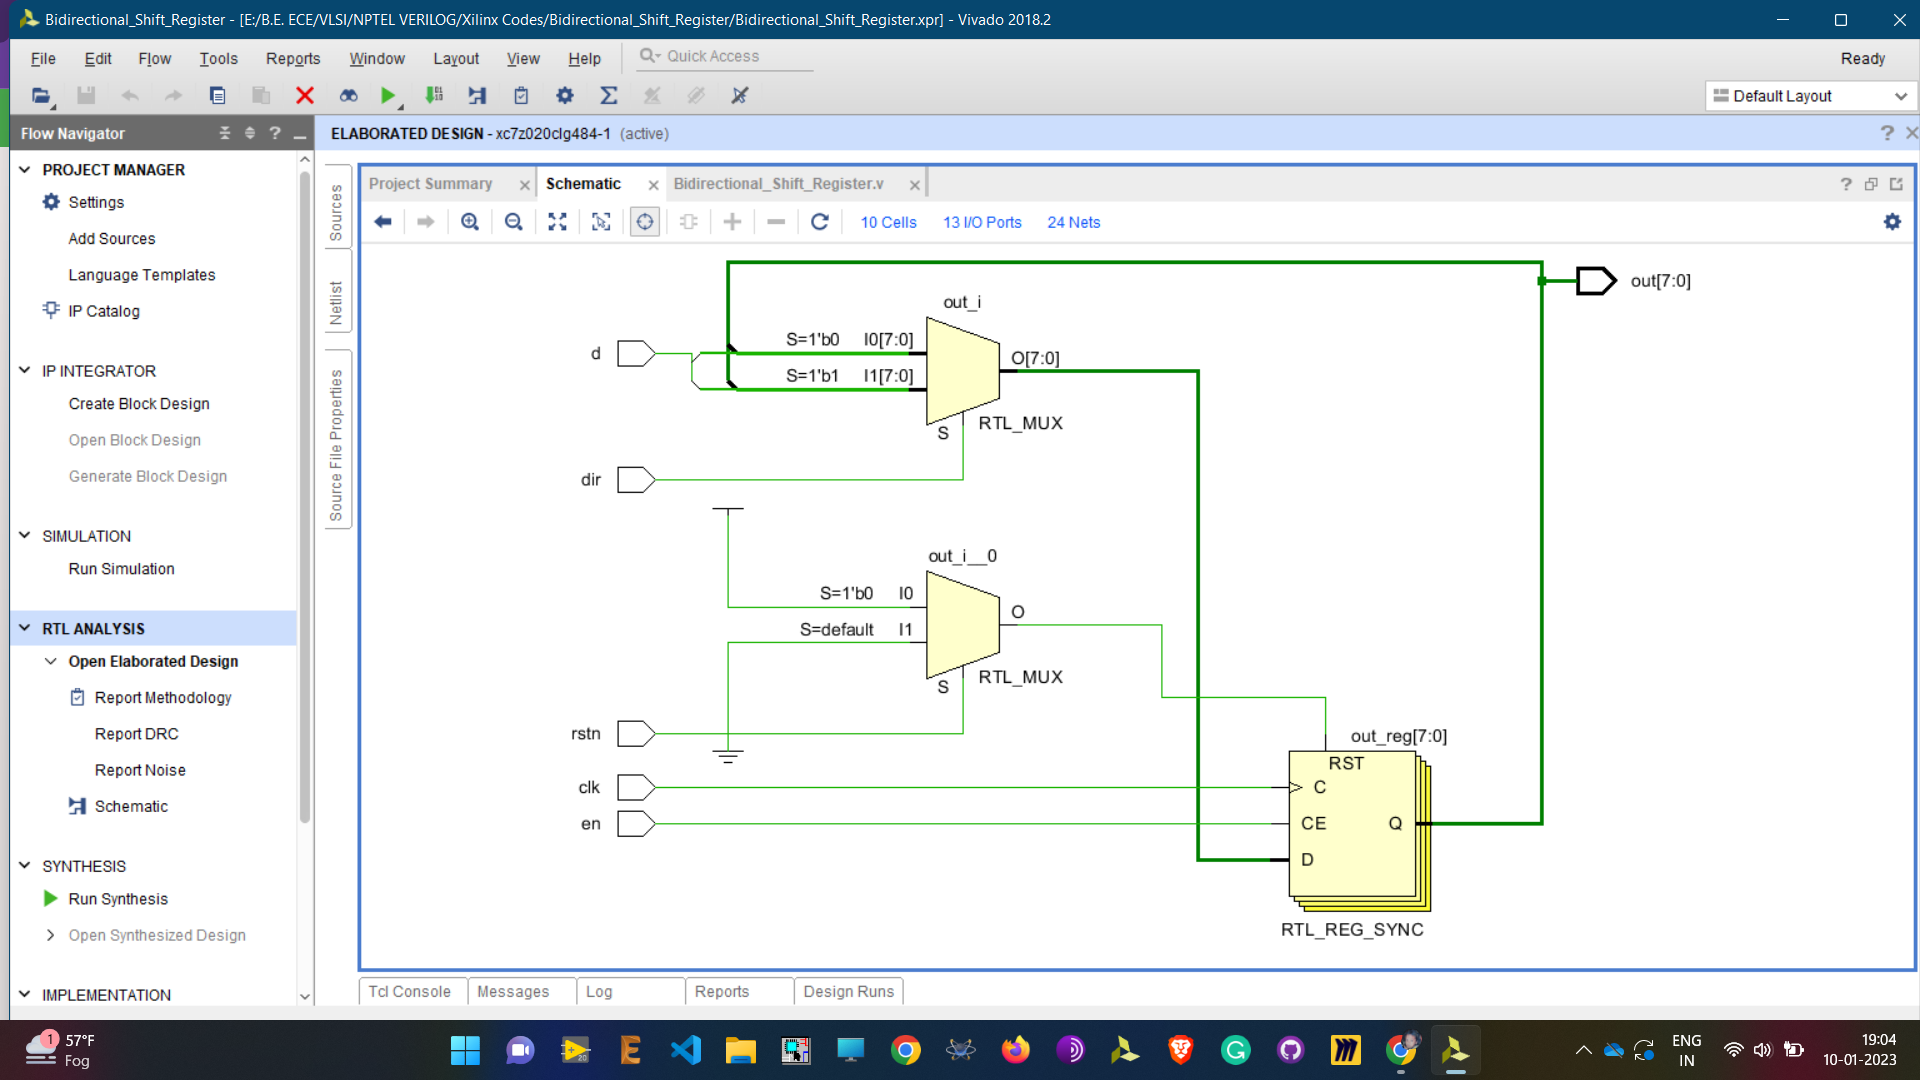 Bidirectional_Shift_Register - [E:/B.E. ECE/VLSI/NPTEL VERILOG/Xilinx Codes/Bidirectional_Shift_Register/Bidirectional_Shift_Register.xpr] - Vivado 2018.2
File Edit Flow Tools Reports Window Layout View Help Quick Access Ready
Default Layout
Flow Navigator
ELABORATED DESIGN - xc7z020clg484-1 (active)
PROJECT MANAGER
Settings
Add Sources
Language Templates
IP Catalog
IP INTEGRATOR
Create Block Design
Open Block Design
Generate Block Design
SIMULATION
Run Simulation
RTL ANALYSIS
Open Elaborated Design
Report Methodology
Report DRC
Report Noise
Schematic
SYNTHESIS
Run Synthesis
Open Synthesized Design
IMPLEMENTATION
Sources
Netlist
Source File Properties
Project Summary Schematic Bidirectional_Shift_Register.v
10 Cells 13 I/O Ports 24 Nets
out[7:0]
out_i
d S=1'b0 I0[7:0]
O[7:0]
S=1'b1 I1[7:0]
S RTL_MUX
dir
out_i__0
S=1'b0 I0
O
S=default I1
S RTL_MUX
rstn
out_reg[7:0]
RST
clk C
en CE Q
D
RTL_REG_SYNC
Tcl Console Messages Log Reports Design Runs
1
57°F
Fog
20
ENG
IN
19:04
10-01-2023